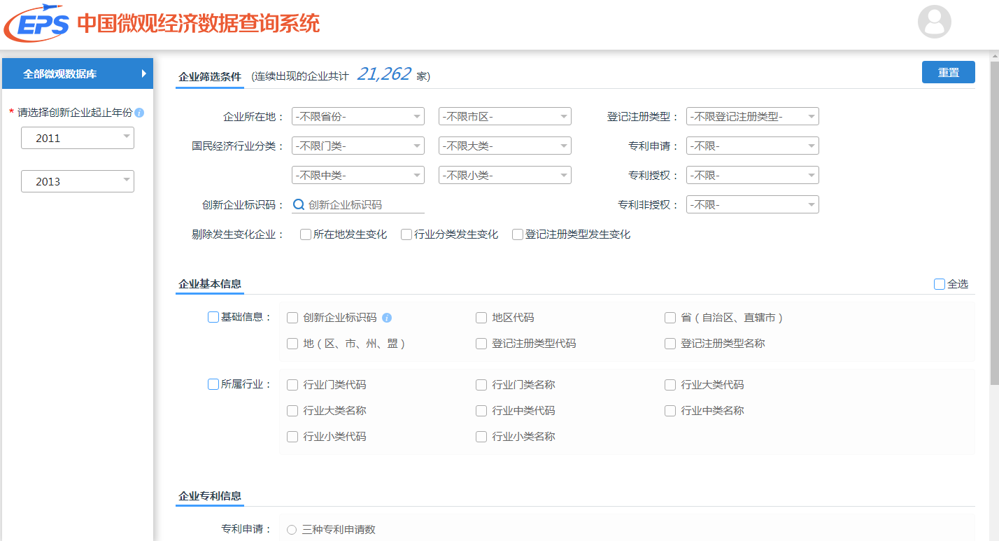 EPS 中国微观经济数据查询系统
全部微观数据库
* 请选择创新企业起止年份 i
2011
2013
企业筛选条件 (连续出现的企业共计 21,262 家)
重置
企业所在地： -不限省份- -不限市区- 登记注册类型： -不限登记注册类型-
国民经济行业分类： -不限门类- -不限大类- 专利申请： -不限-
-不限中类- -不限小类- 专利授权： -不限-
创新企业标识码： 创新企业标识码 专利非授权： -不限-
剔除发生变化企业： 所在地发生变化 行业分类发生变化 登记注册类型发生变化
企业基本信息 全选
基础信息： 创新企业标识码 i 地区代码 省（自治区、直辖市）
地（区、市、州、盟） 登记注册类型代码 登记注册类型名称
所属行业： 行业门类代码 行业门类名称 行业大类代码
行业大类名称 行业中类代码 行业中类名称
行业小类代码 行业小类名称
企业专利信息
专利申请： 三种专利申请数